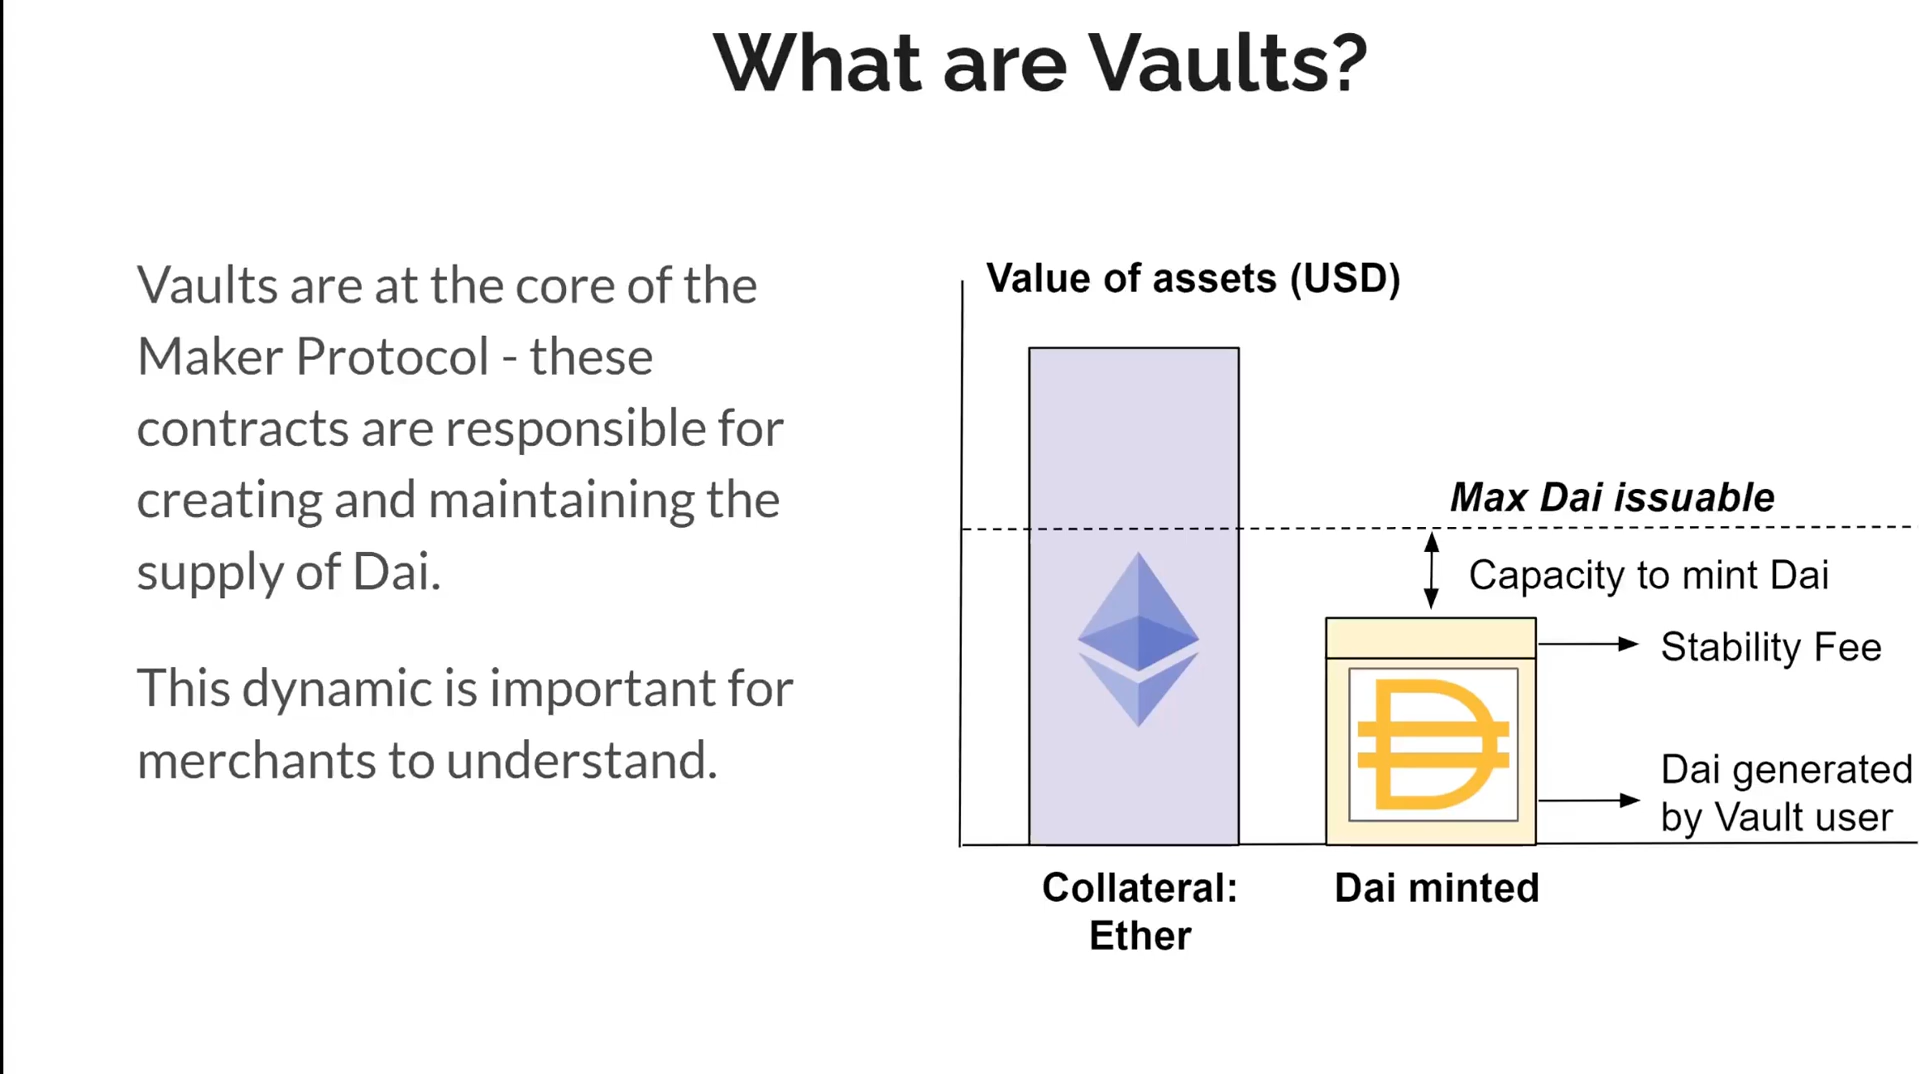 What are Vaults?
Vaults are at the core of the
Maker Protocol - these
contracts are responsible for
creating and maintaining the
supply of Dai.
This dynamic is important for
merchants to understand.
Value of assets (USD)
Max Dai issuable
Capacity to mint Dai
Stability Fee
Dai generated
by Vault user
Collateral:
Ether
Dai minted